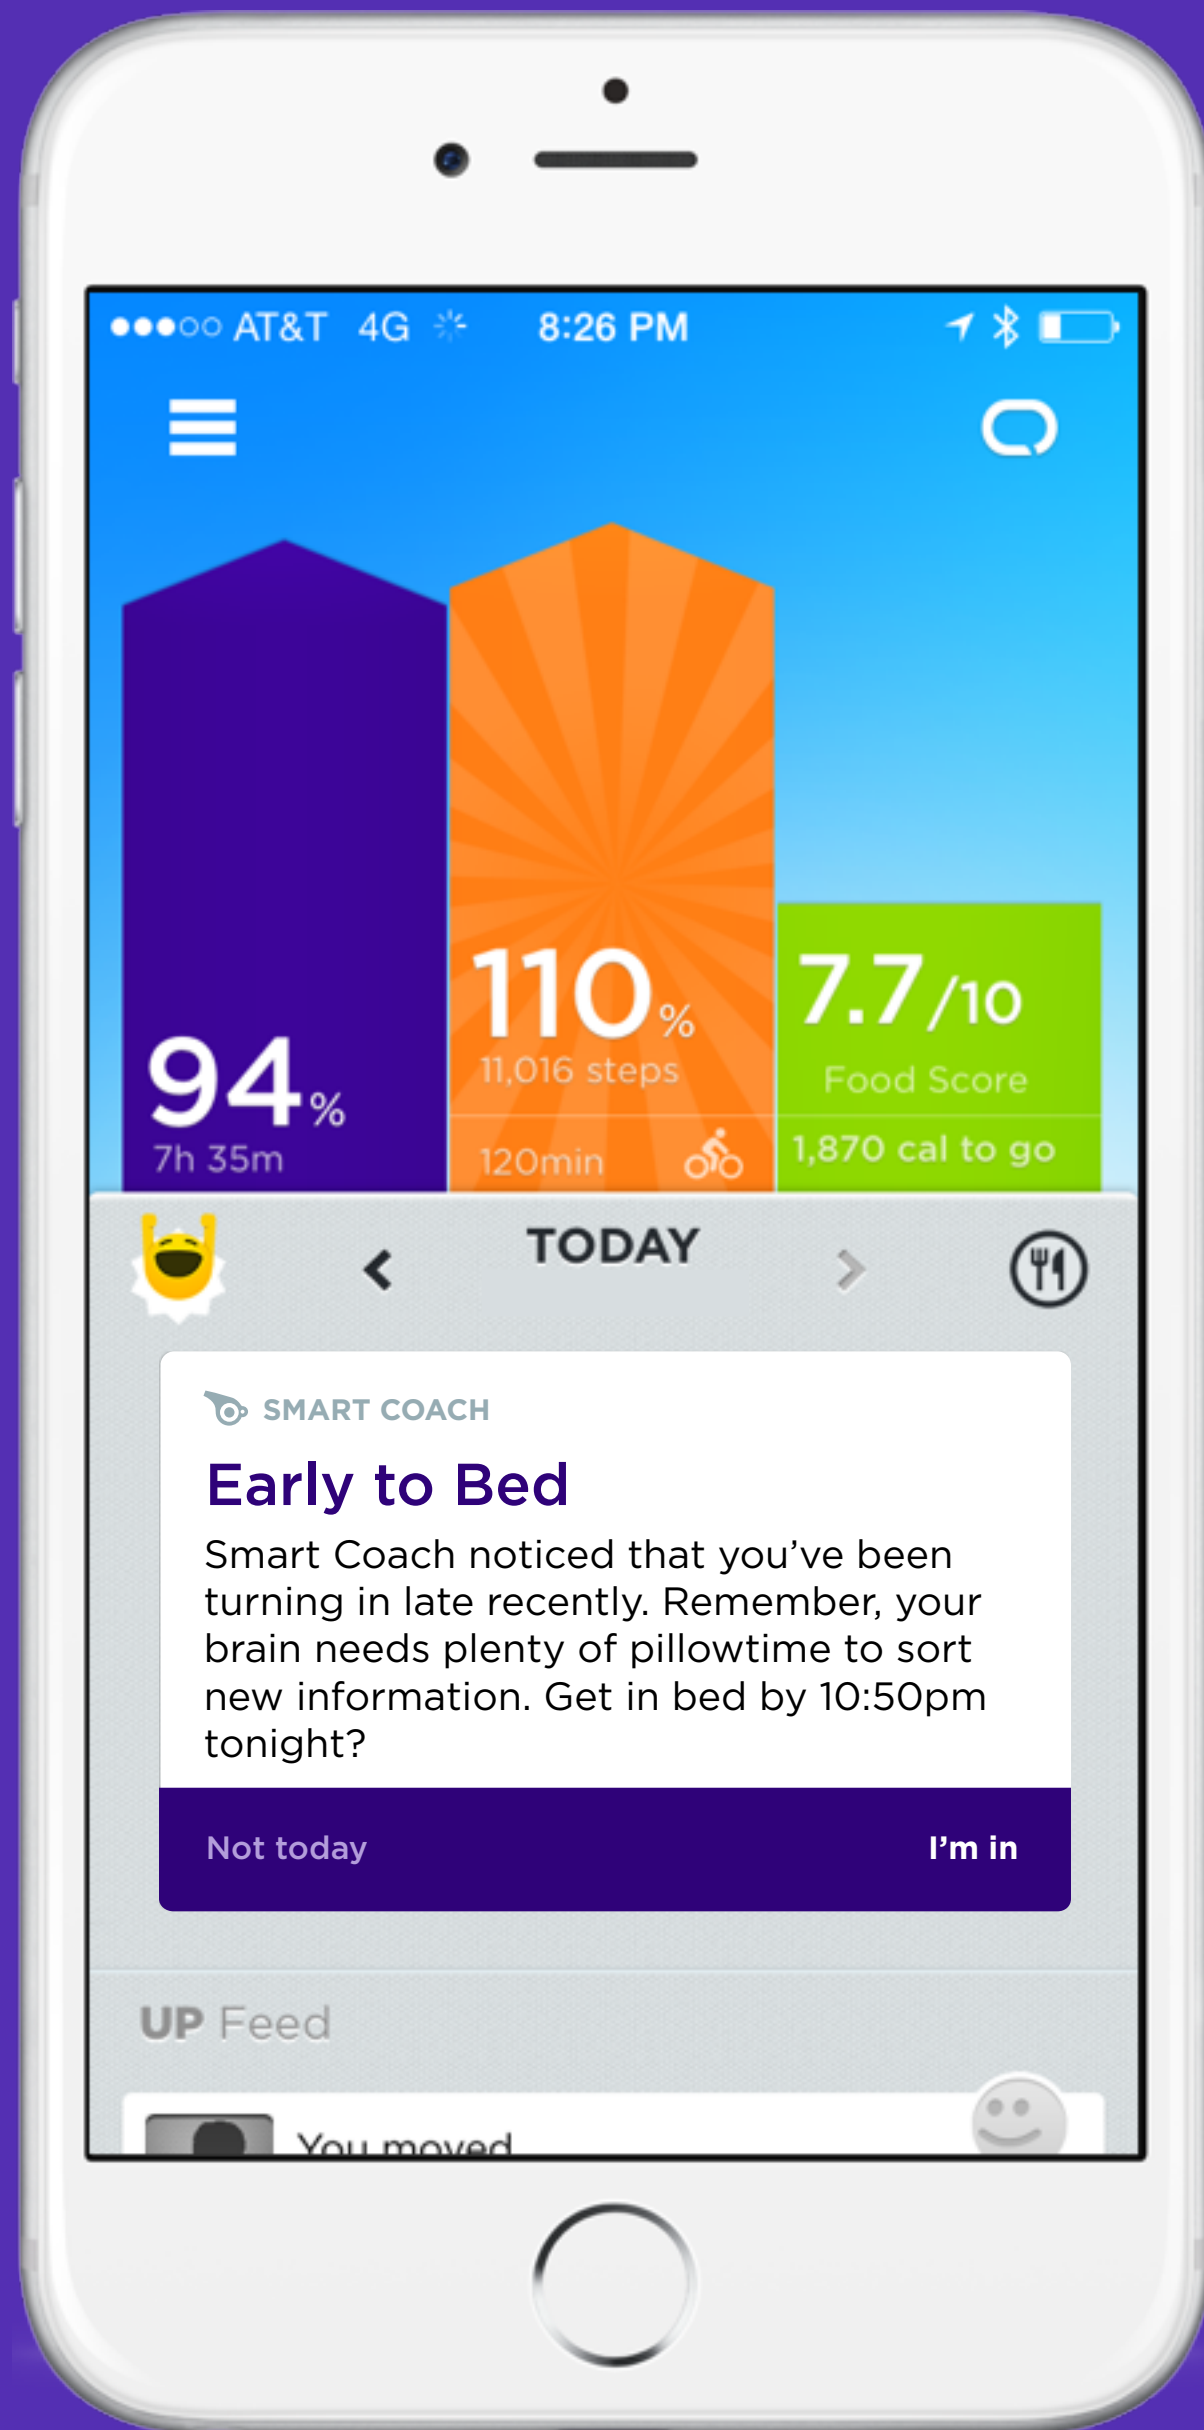 AT&T 4G 8:26 PM
94%
7h 35m
110%
11,016 steps
120min
7.7/10
Food Score
1,870 cal to go
TODAY
SMART COACH
Early to Bed
Smart Coach noticed that you’ve been
turning in late recently. Remember, your
brain needs plenty of pillowtime to sort
new information. Get in bed by 10:50pm
tonight?
Not today I’m in
UP Feed
You moved